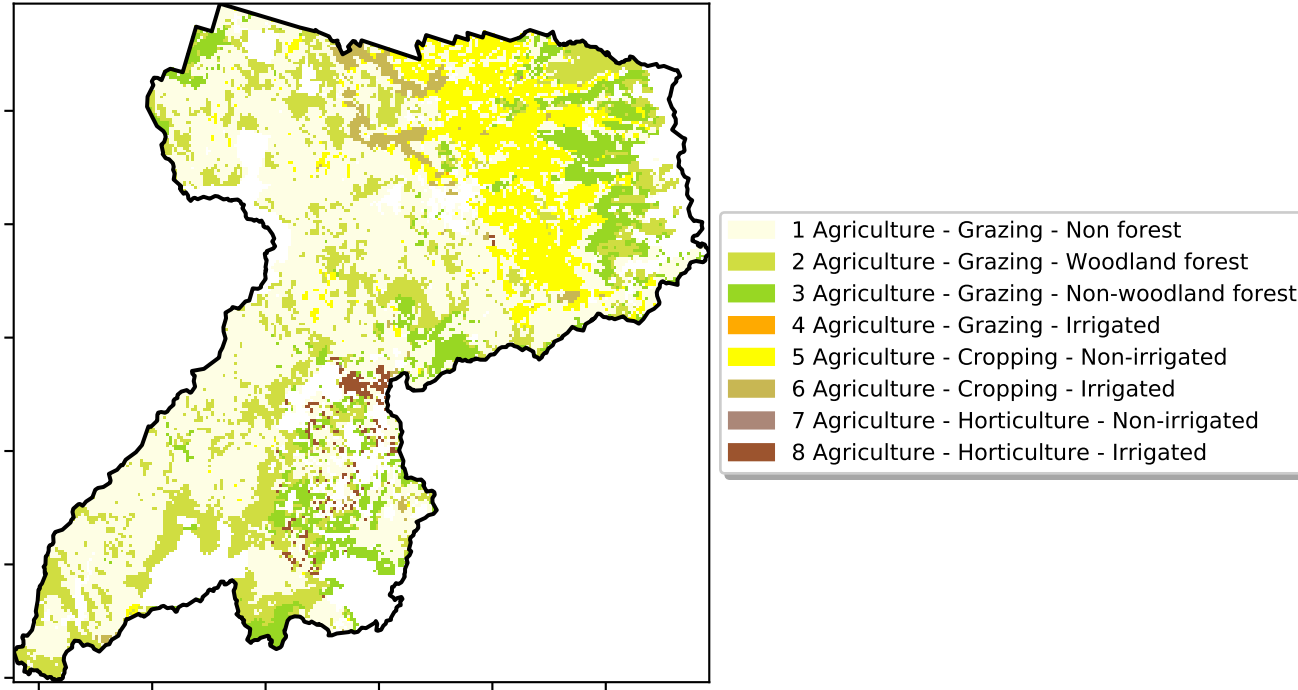 1 Agriculture - Grazing - Non forest
2 Agriculture - Grazing - Woodland forest
3 Agriculture - Grazing - Non-woodland forest
4 Agriculture - Grazing - Irrigated
5 Agriculture - Cropping - Non-irrigated
6 Agriculture - Cropping - Irrigated
7 Agriculture - Horticulture - Non-irrigated
8 Agriculture - Horticulture - Irrigated